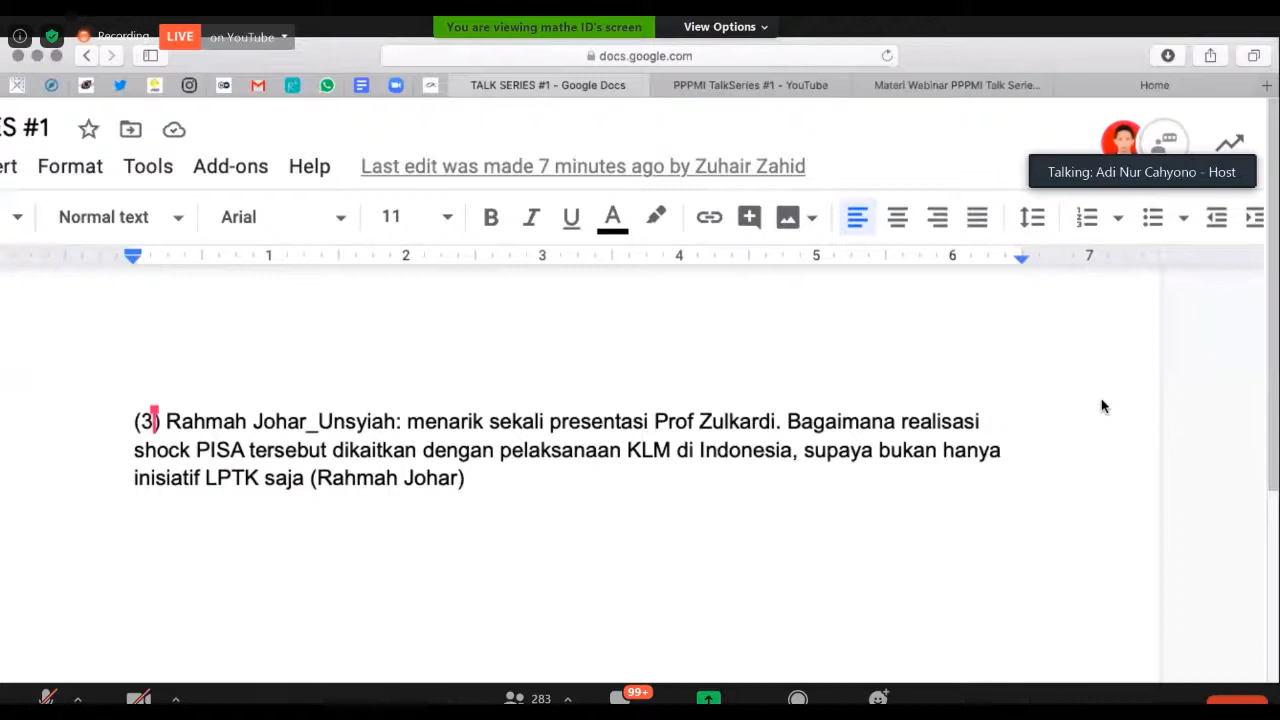 You are viewing mathe ID's screen
View Options
Recording
LIVE
on YouTube
docs.google.com
TALK SERIES #1 - Google Docs
PPPMI TalkSeries #1 - YouTube
Materi Webinar PPPMI Talk Serie...
Home
ES #1
ert
Format
Tools
Add-ons
Help
Last edit was made 7 minutes ago by Zuhair Zahid
Talking: Adi Nur Cahyono - Host
Normal text
Arial
11
B
I
U
A
1 2 3 4 5 6 7
(3) Rahmah Johar_Unsyiah: menarik sekali presentasi Prof Zulkardi. Bagaimana realisasi
shock PISA tersebut dikaitkan dengan pelaksanaan KLM di Indonesia, supaya bukan hanya
inisiatif LPTK saja (Rahmah Johar)
283
99+